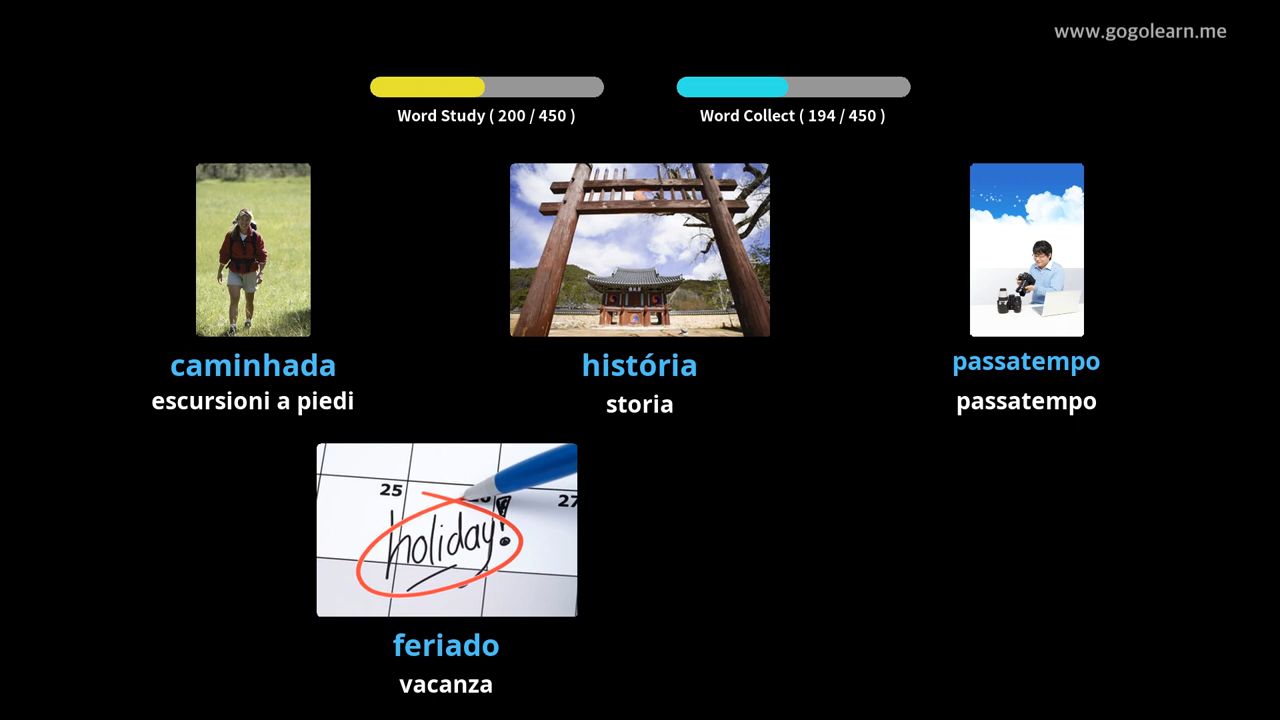 www.gogolearn.me
Word Study ( 200 / 450 )
Word Collect ( 194 / 450 )
caminhada
escursioni a piedi
história
storia
passatempo
passatempo
25
27
holiday!
feriado
vacanza